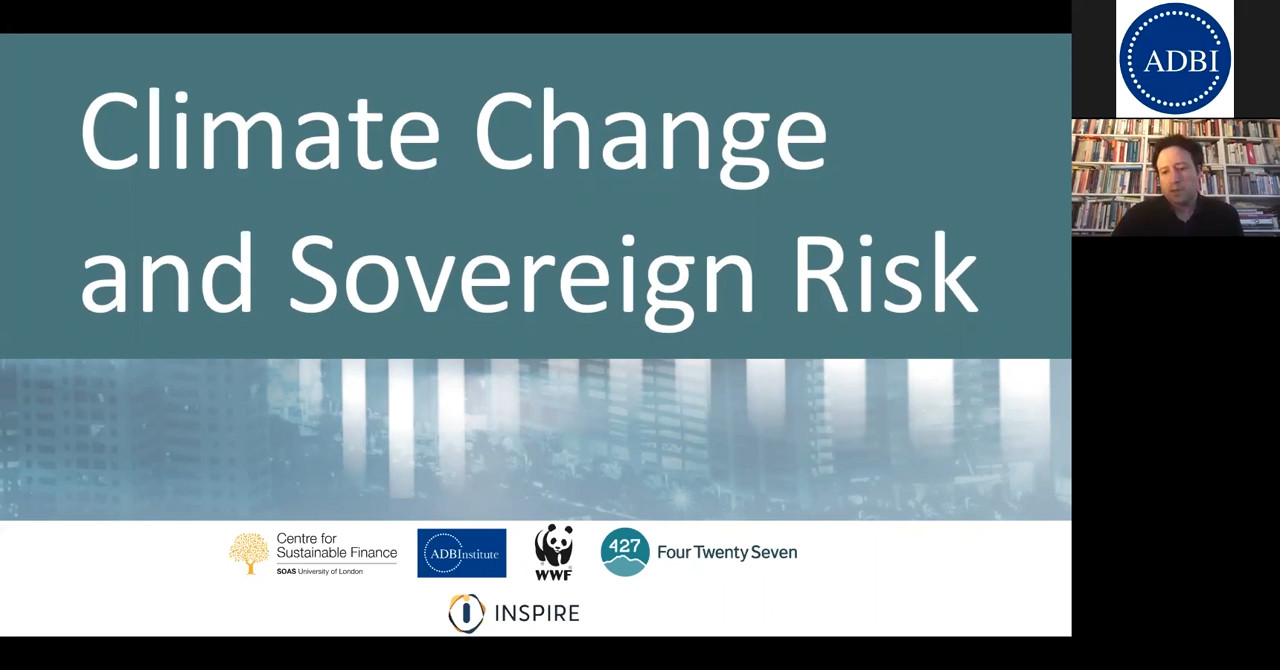 Climate Change
and Sovereign Risk
ADBI
Centre for
Sustainable Finance
SOAS University of London
ADBInstitute
WWF
427
Four Twenty Seven
INSPIRE